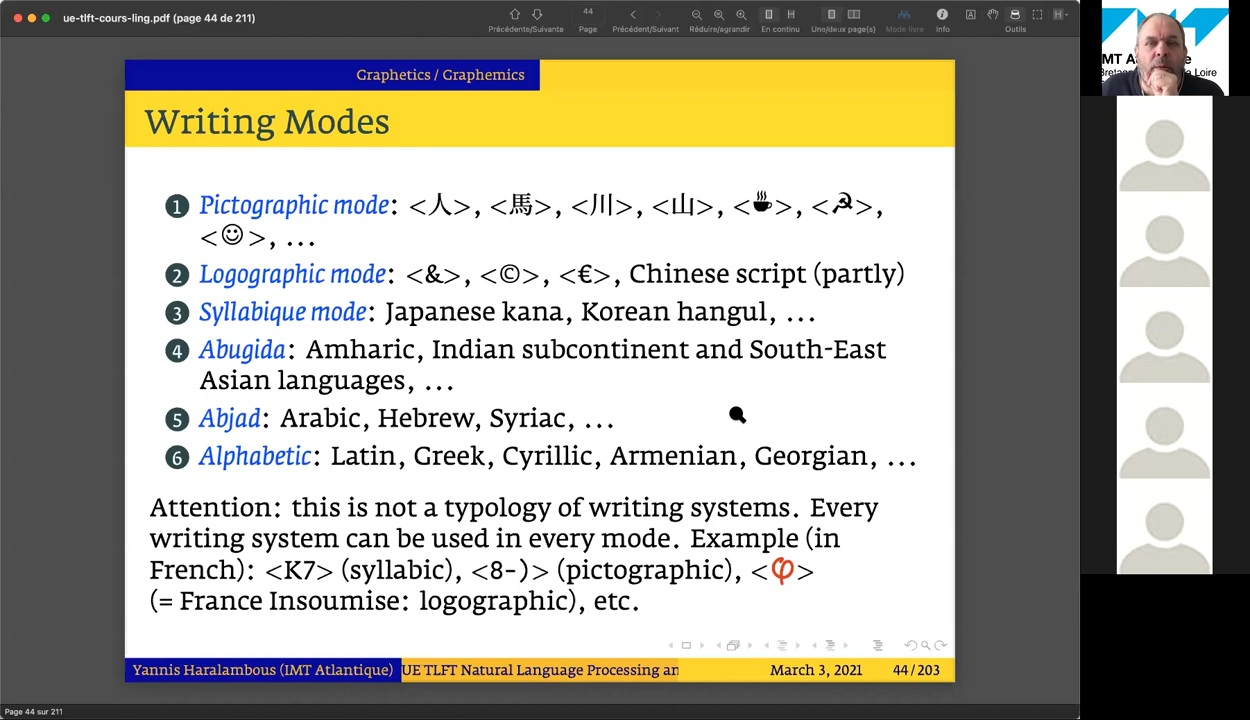 ue-tlft-cours-ling.pdf (page 44 de 211)
44
Précédente/Suivante
Page
Précédent/Suivant
Réduire/agrandir
En continu
Une/deux page(s)
Mode livre
Info
Outils
Graphetics / Graphemics
Writing Modes
1 Pictographic mode: <人>, <馬>, <川>, <山>, <☕>, <☭>,
<☺>, ...
2 Logographic mode: <&>, <©>, <€>, Chinese script (partly)
3 Syllabique mode: Japanese kana, Korean hangul, ...
4 Abugida: Amharic, Indian subcontinent and South-East
Asian languages, ...
5 Abjad: Arabic, Hebrew, Syriac, ...
6 Alphabetic: Latin, Greek, Cyrillic, Armenian, Georgian, ...
Attention: this is not a typology of writing systems. Every
writing system can be used in every mode. Example (in
French): <K7> (syllabic), <8-)> (pictographic), <φ>
(= France Insoumise: logographic), etc.
Yannis Haralambous (IMT Atlantique)
UE TLFT Natural Language Processing an
March 3, 2021
44 / 203
Page 44 sur 211